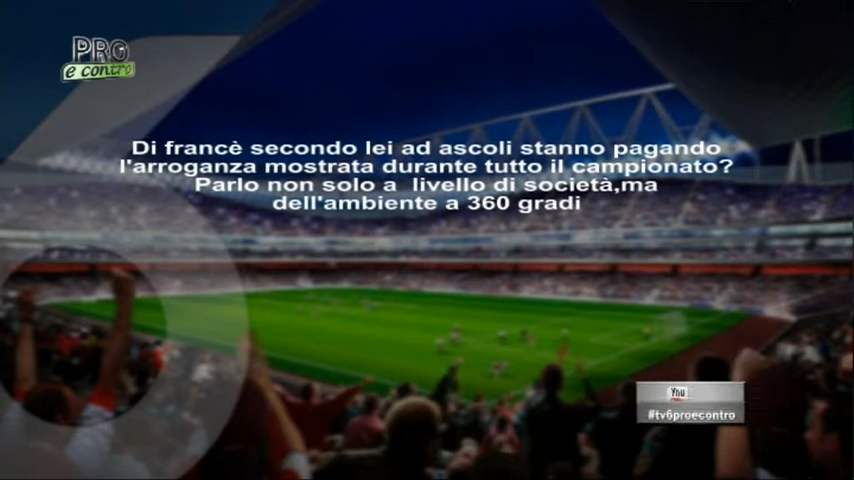 PRO
e contro
Di francè secondo lei ad ascoli stanno pagando
l'arroganza mostrata durante tutto il campionato?
Parlo non solo a  livello di società,ma
dell'ambiente a 360 gradi
You
#tv6proecontro